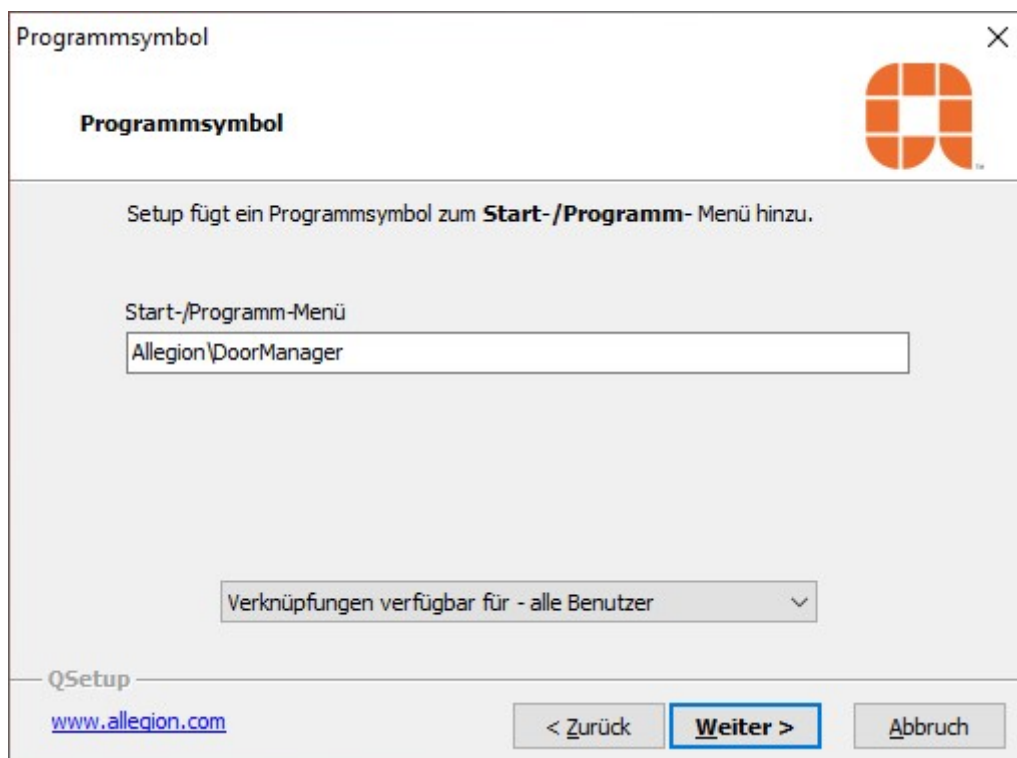 Programmsymbol
Programmsymbol
Setup fügt ein Programmsymbol zum Start-/Programm- Menü hinzu.
Start-/Programm-Menü
Allegion\DoorManager
Verknüpfungen verfügbar für - alle Benutzer
QSetup
www.allegion.com
< Zurück
Weiter >
Abbruch